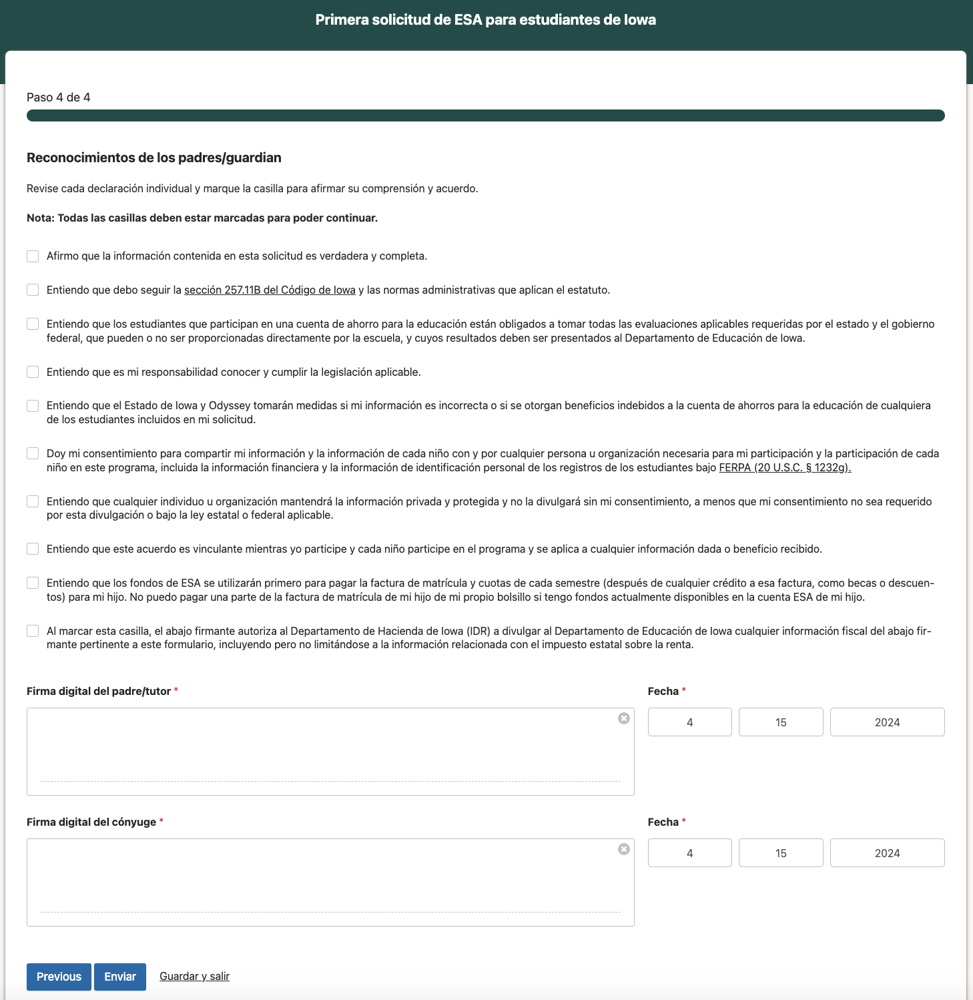 Primera solicitud de ESA para estudiantes de Iowa
Paso 4 de 4
Reconocimientos de los padres/guardian
Revise cada declaración individual y marque la casilla para afirmar su comprensión y acuerdo.
Nota: Todas las casillas deben estar marcadas para poder continuar.
Afirmo que la información contenida en esta solicitud es verdadera y completa.
Entiendo que debo seguir la sección 257.11B del Código de Iowa y las normas administrativas que aplican el estatuto.
Entiendo que los estudiantes que participan en una cuenta de ahorro para la educación están obligados a tomar todas las evaluaciones aplicables requeridas por el estado y el gobierno
federal, que pueden o no ser proporcionadas directamente por la escuela, y cuyos resultados deben ser presentados al Departamento de Educación de Iowa.
Entiendo que es mi responsabilidad conocer y cumplir la legislación aplicable.
Entiendo que el Estado de Iowa y Odyssey tomarán medidas si mi información es incorrecta o si se otorgan beneficios indebidos a la cuenta de ahorros para la educación de cualquiera
de los estudiantes incluidos en mi solicitud.
Doy mi consentimiento para compartir mi información y la información de cada niño con y por cualquier persona u organización necesaria para mi participación y la participación de cada
niño en este programa, incluida la información financiera y la información de identificación personal de los registros de los estudiantes bajo FERPA (20 U.S.C. § 1232g).
Entiendo que cualquier individuo u organización mantendrá la información privada y protegida y no la divulgará sin mi consentimiento, a menos que mi consentimiento no sea requerido
por esta divulgación o bajo la ley estatal o federal aplicable.
Entiendo que este acuerdo es vinculante mientras yo participe y cada niño participe en el programa y se aplica a cualquier información dada o beneficio recibido.
Entiendo que los fondos de ESA se utilizarán primero para pagar la factura de matrícula y cuotas de cada semestre (después de cualquier crédito a esa factura, como becas o descuen-
tos) para mi hijo. No puedo pagar una parte de la factura de matrícula de mi hijo de mi propio bolsillo si tengo fondos actualmente disponibles en la cuenta ESA de mi hijo.
Al marcar esta casilla, el abajo firmante autoriza al Departamento de Hacienda de Iowa (IDR) a divulgar al Departamento de Educación de Iowa cualquier información fiscal del abajo fir-
mante pertinente a este formulario, incluyendo pero no limitándose a la información relacionada con el impuesto estatal sobre la renta.
Firma digital del padre/tutor * Fecha *
4 15 2024
Firma digital del cónyuge * Fecha *
4 15 2024
Previous Enviar Guardar y salir